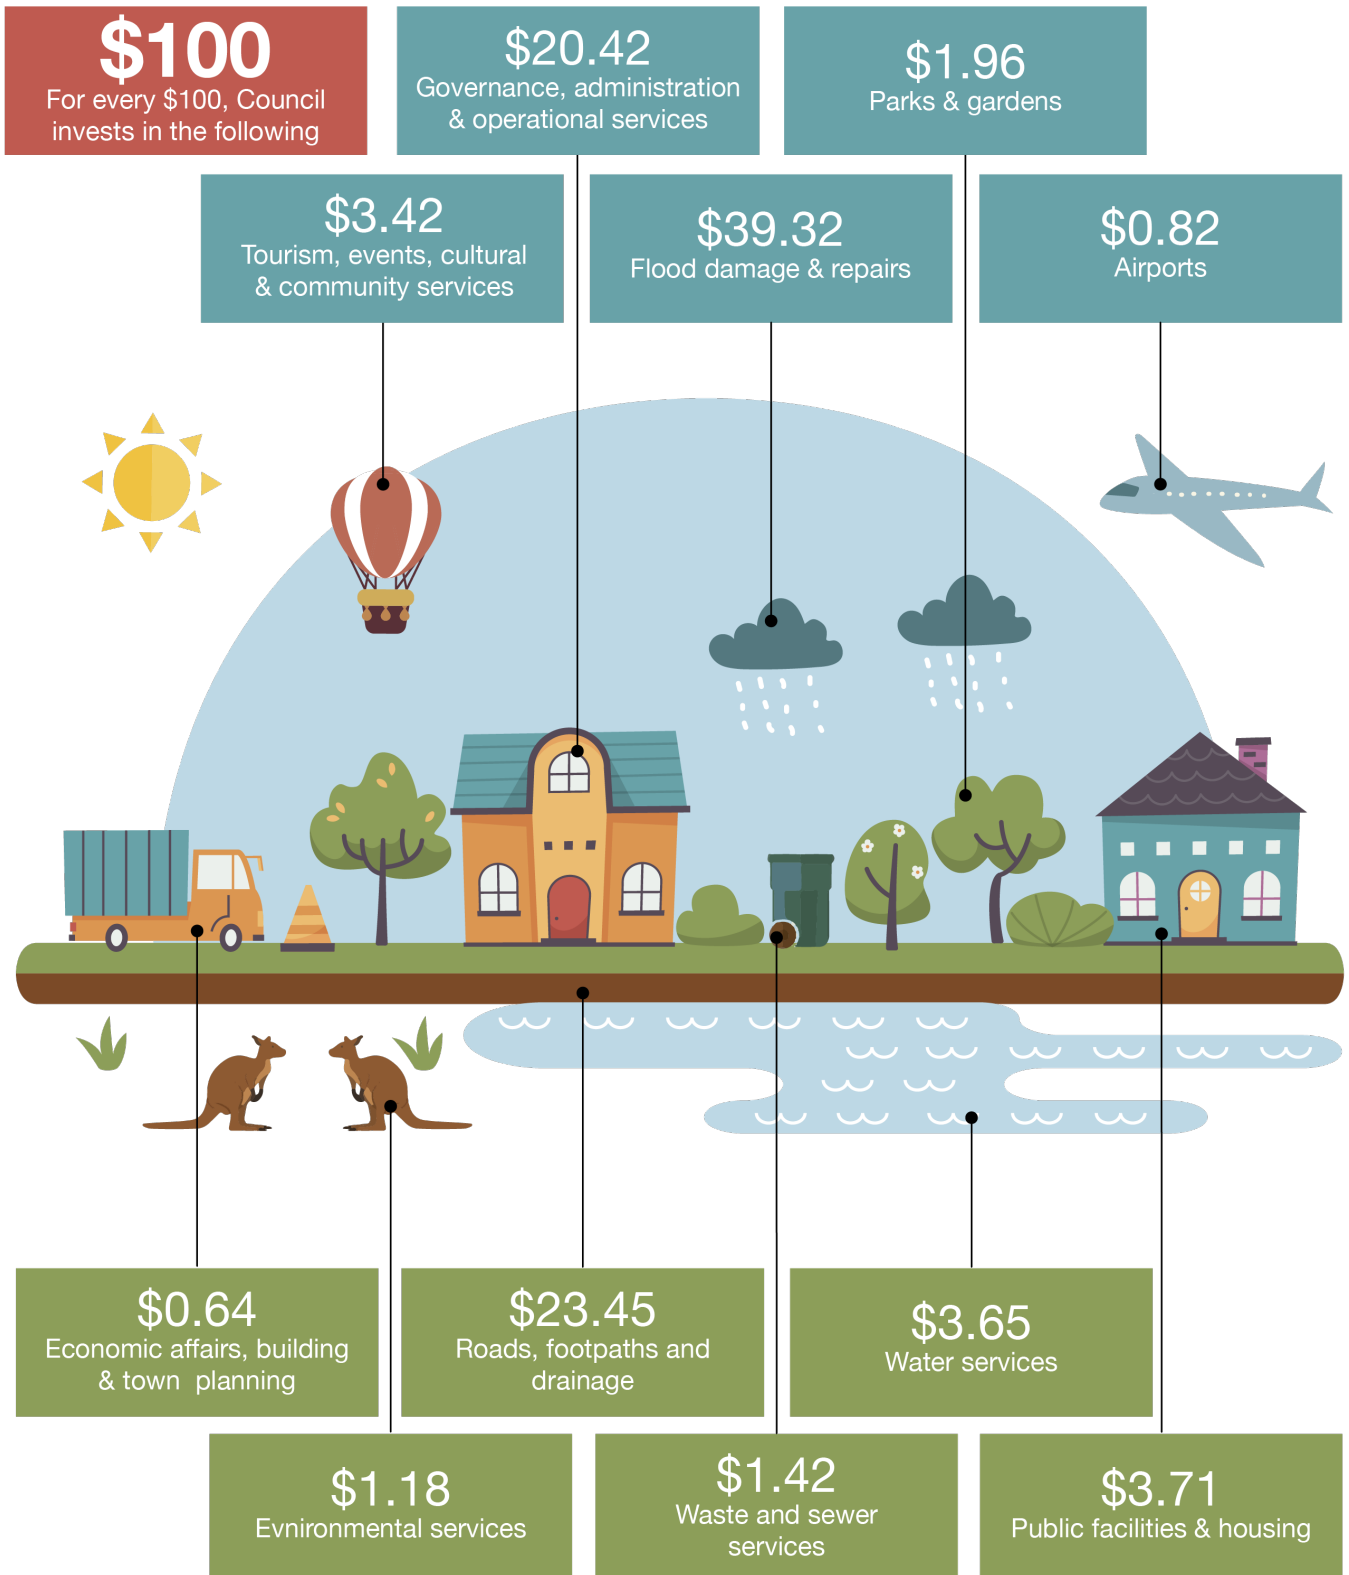 $100
For every $100, Council
invests in the following
$20.42
Governance, administration
& operational services
$1.96
Parks & gardens
$3.42
Tourism, events, cultural
& community services
$39.32
Flood damage & repairs
$0.82
Airports
$0.64
Economic affairs, building
& town planning
$23.45
Roads, footpaths and
drainage
$3.65
Water services
$1.18
Evnironmental services
$1.42
Waste and sewer
services
$3.71
Public facilities & housing